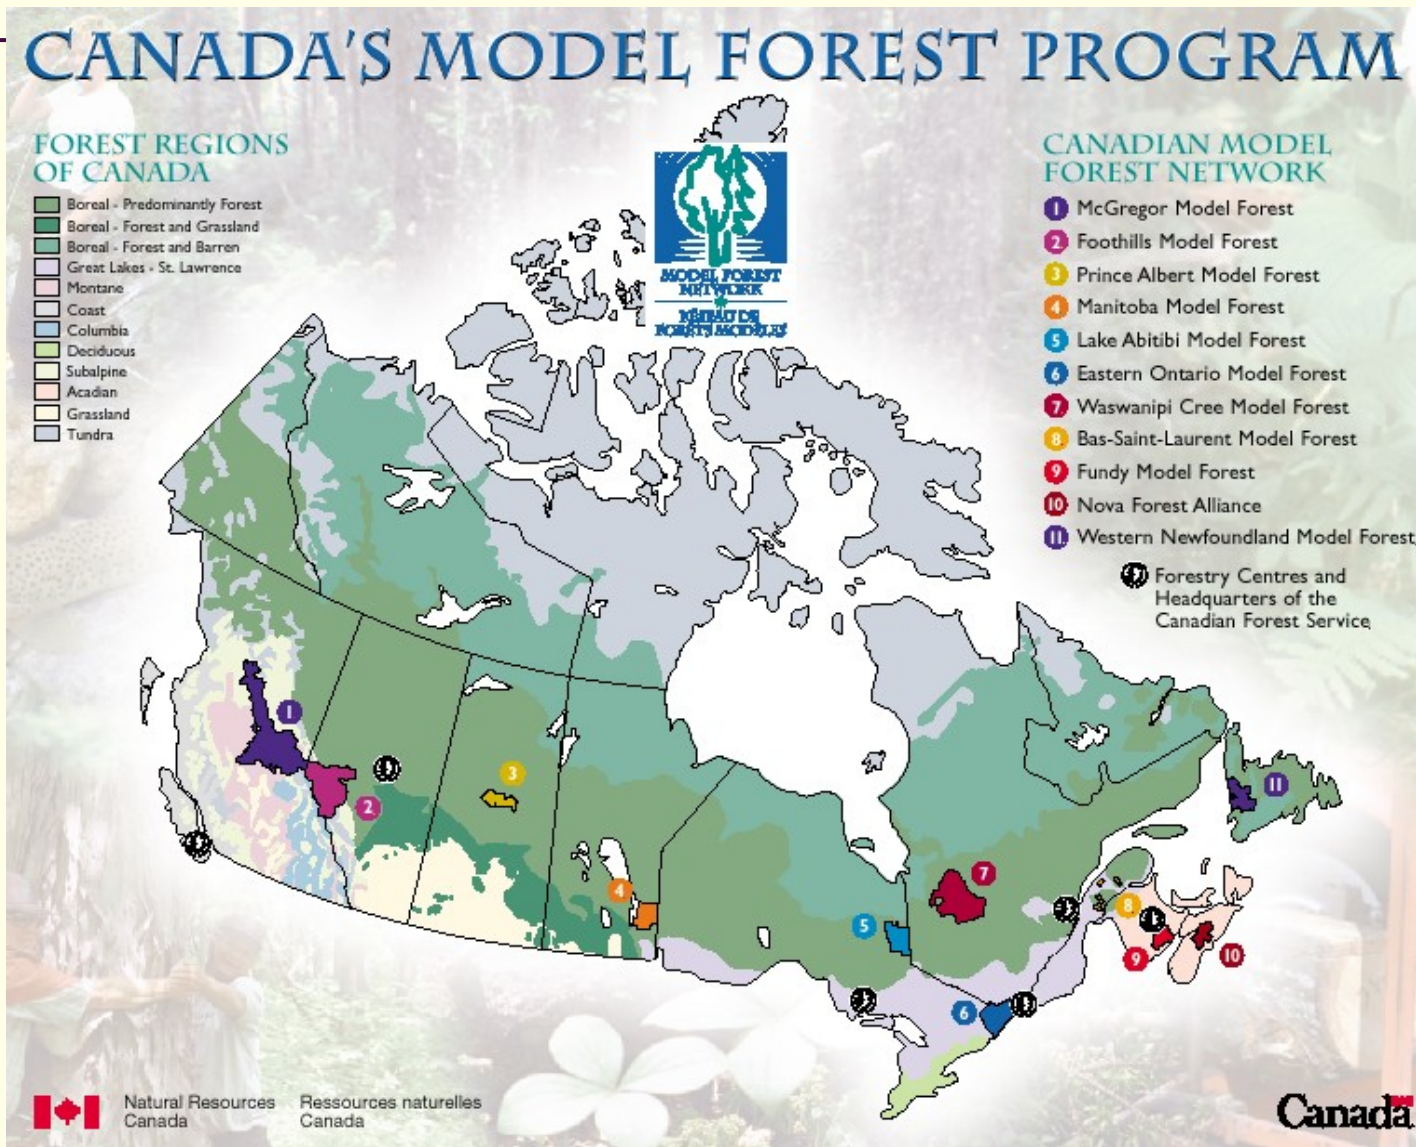 CANADA'S MODEL FOREST PROGRAM
FOREST REGIONS
OF CANADA
Boreal - Predominantly Forest
Boreal - Forest and Grassland
Boreal - Forest and Barren
Great Lakes - St. Lawrence
Montane
Coast
Columbia
Deciduous
Subalpine
Acadian
Grassland
Tundra
MODEL FOREST
NETWORK
RÉSEAU DE
FORÊTS MODÈLES
CANADIAN MODEL
FOREST NETWORK
1 McGregor Model Forest
2 Foothills Model Forest
3 Prince Albert Model Forest
4 Manitoba Model Forest
5 Lake Abitibi Model Forest
6 Eastern Ontario Model Forest
7 Waswanipi Cree Model Forest
8 Bas-Saint-Laurent Model Forest
9 Fundy Model Forest
10 Nova Forest Alliance
11 Western Newfoundland Model Forest
Forestry Centres and
Headquarters of the
Canadian Forest Service
1
2
3
4
5
6
7
8
9
10
11
Natural Resources
Canada
Ressources naturelles
Canada
Canada